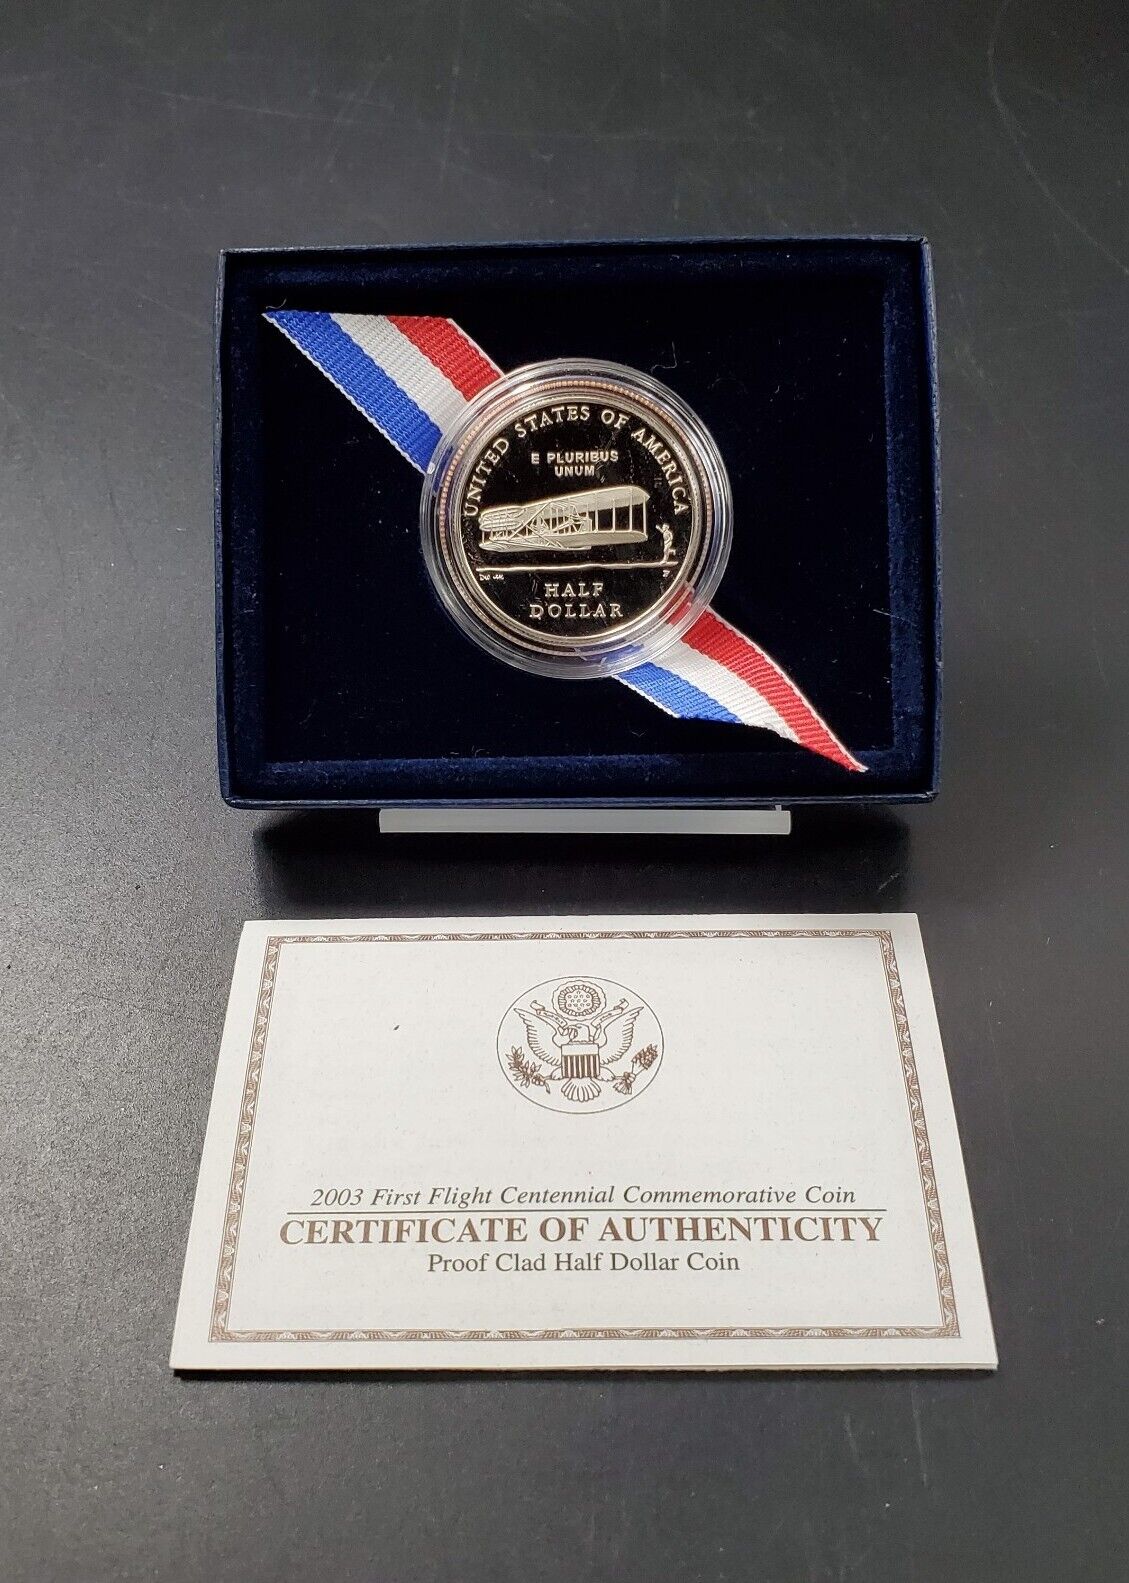 UNITED STATES OF AMERICA
E PLURIBUS
UNUM
HALF
DOLLAR
2003 First Flight Centennial Commemorative Coin
CERTIFICATE OF AUTHENTICITY
Proof Clad Half Dollar Coin